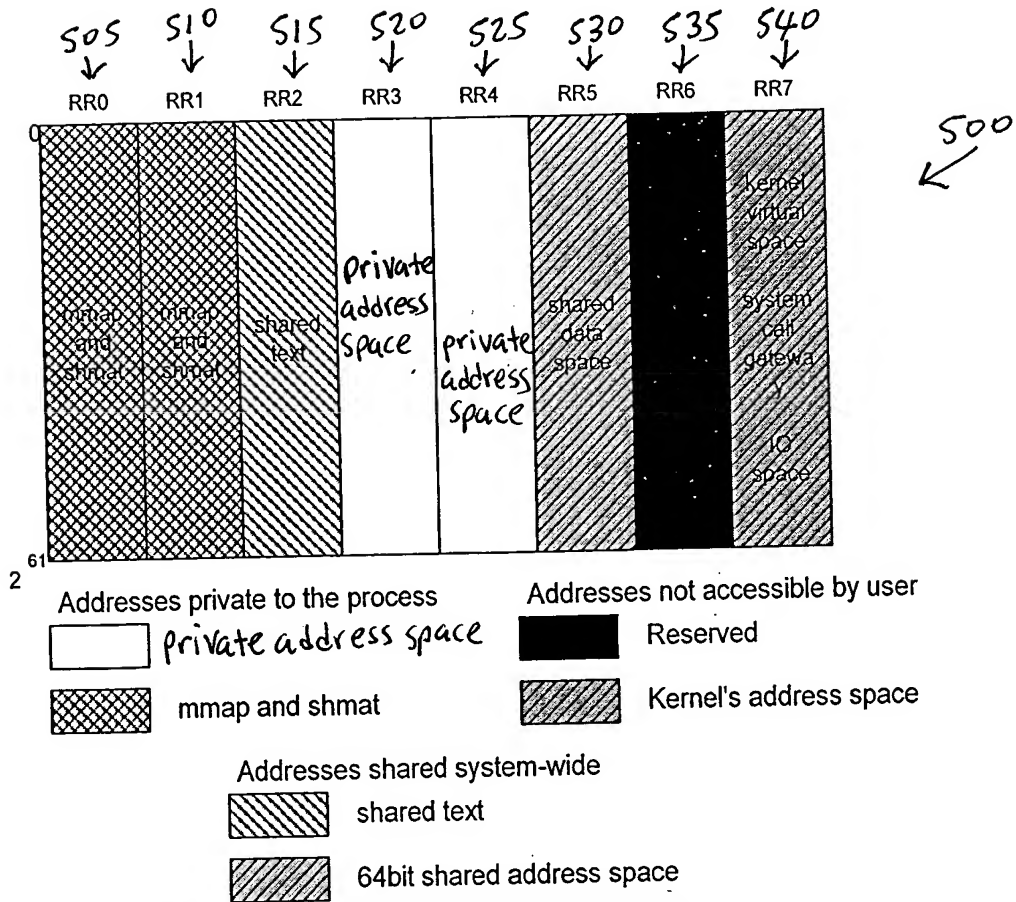 505 510 515 520 525 530 535 540
RR0 RR1 RR2 RR3 RR4 RR5 RR6 RR7
500
0
mmap
and
shmat
mmap
and
shmat
shared
text
private
address
space
private
address
space
shared
data
space
kernel
virtual
space
system
call
gatewa
y
IO
space
61
2
Addresses private to the process
private address space
mmap and shmat
Addresses not accessible by user
Reserved
Kernel's address space
Addresses shared system-wide
shared text
64bit shared address space